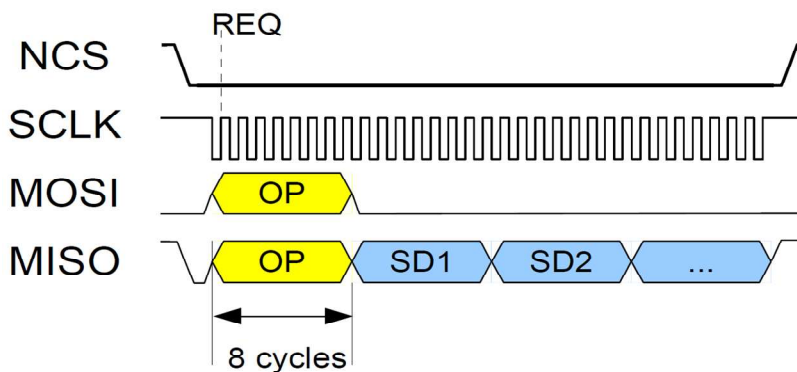 REQ
NCS
SCLK
MOSI
OP
MISO
OP SD1 SD2 ...
8 cycles